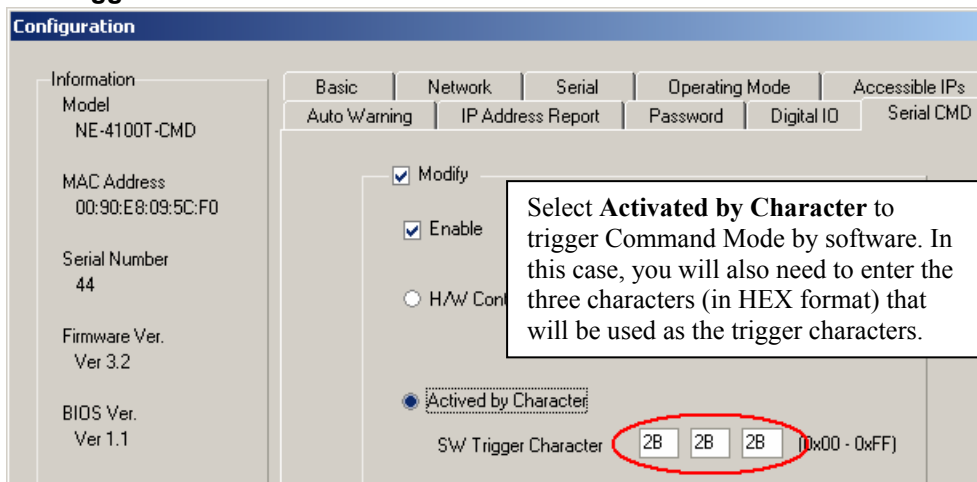 Configuration
Information
Model
NE-4100T-CMD
MAC Address
00:90:E8:09:5C:F0
Serial Number
44
Firmware Ver.
Ver 3.2
BIOS Ver.
Ver 1.1
Basic Network Serial Operating Mode Accessible IPs
Auto Warning IP Address Report Password Digital IO Serial CMD
Modify
Enable
H/W
Select Activated by Character to
trigger Command Mode by software. In
this case, you will also need to enter the
three characters (in HEX format) that
will be used as the trigger characters.
Actived by Character
SW Trigger Character 2B 2B 2B (0x00 - 0xFF)